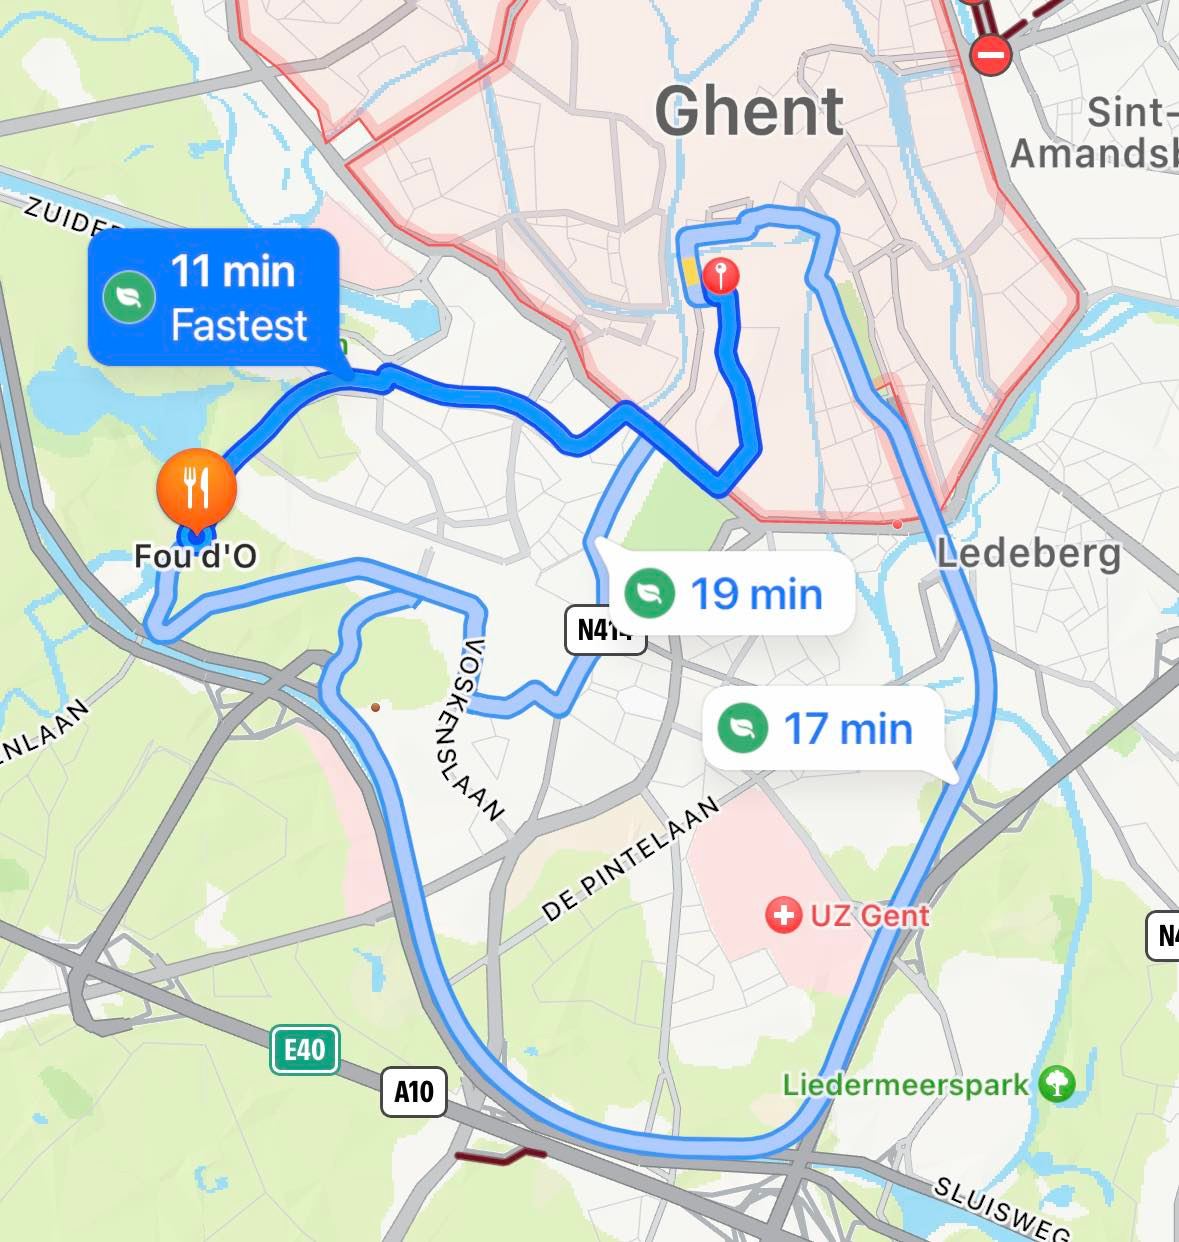 Ghent
Sint-
Amandsb
ZUIDER
11 min
Fastest
n
Fou d'O
Ledeberg
19 min
N414
VOSKENSLAAN
17 min
ENLAAN
DE PINTELAAN
UZ Gent
N4
E40
A10
Liedermeerspark
SLUISWEG